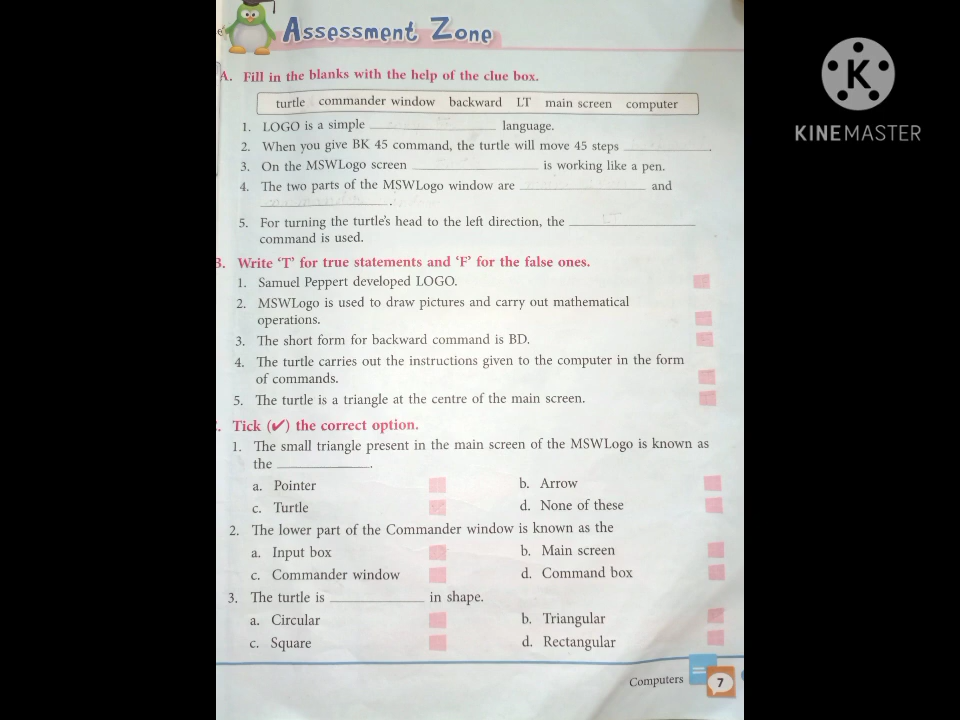 Assessment Zone
A. Fill in the blanks with the help of the clue box.
turtle commander window backward LT main screen computer
1. LOGO is a simple ____________ language.
2. When you give BK 45 command, the turtle will move 45 steps ____________.
3. On the MSWLogo screen ____________ is working like a pen.
4. The two parts of the MSWLogo window are ____________ and
____________.
5. For turning the turtle's head to the left direction, the LT
command is used.
B. Write 'T' for true statements and 'F' for the false ones.
1. Samuel Peppert developed LOGO.
2. MSWLogo is used to draw pictures and carry out mathematical
operations.
3. The short form for backward command is BD.
4. The turtle carries out the instructions given to the computer in the form
of commands.
5. The turtle is a triangle at the centre of the main screen.
. Tick (✔) the correct option.
1. The small triangle present in the main screen of the MSWLogo is known as
the ____________.
a. Pointer b. Arrow
c. Turtle d. None of these
2. The lower part of the Commander window is known as the
a. Input box b. Main screen
c. Commander window d. Command box
3. The turtle is ____________ in shape.
a. Circular b. Triangular
c. Square d. Rectangular
Computers 7
K
KINEMASTER